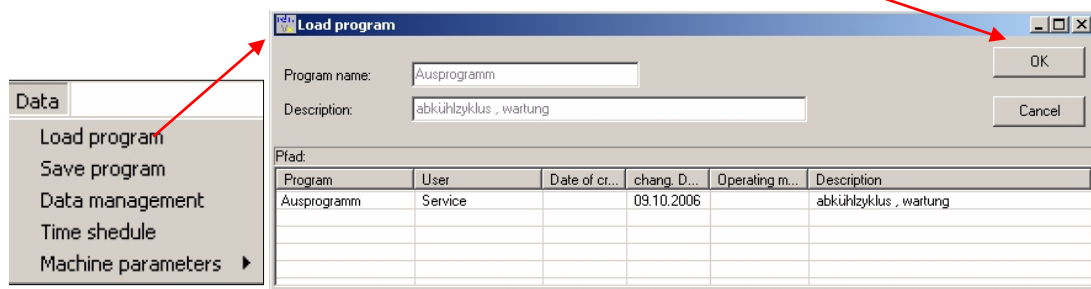 Load program
Program name: Ausprogramm OK
Description: abkühlzyklus , wartung Cancel
Data
Load program
Save program
Data management
Time shedule
Machine parameters
Pfad:
Program User Date of cr... chang. D... Operating m... Description
Ausprogramm Service 09.10.2006 abkühlzyklus , wartung